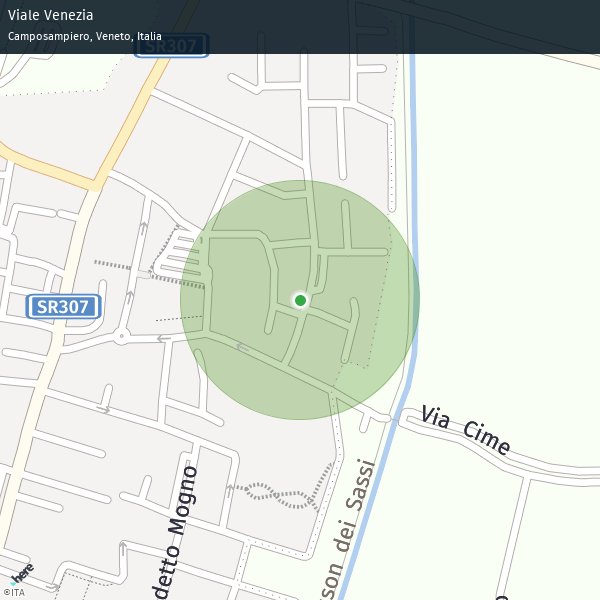 Viale Venezia
Camposampiero, Veneto, Italia
SR307
SR307
Via Cime
detto Mogno
son dei Sassi
here
©ITA